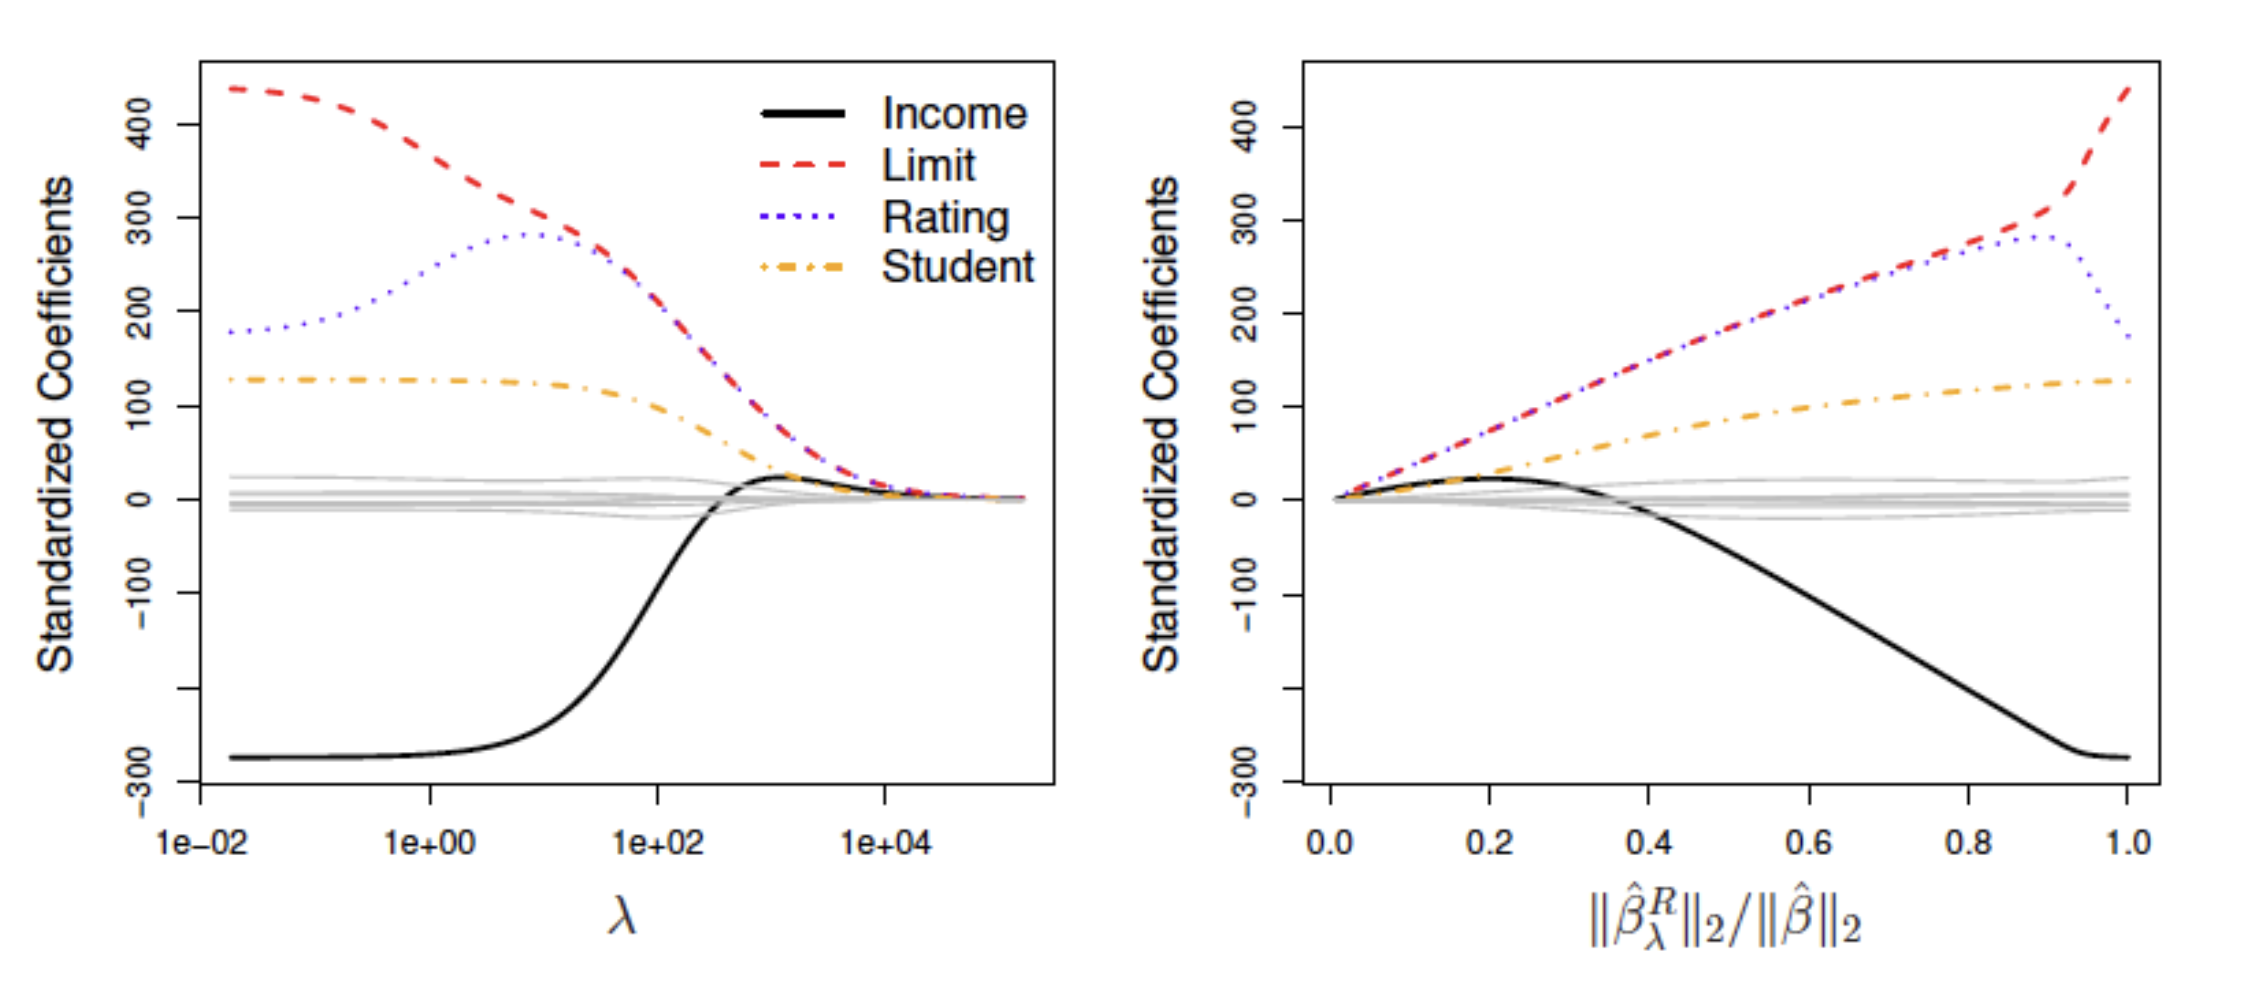 Standardized Coefficients
400
300
200
100
0
−100
−300
Income
Limit
Rating
Student
1e−02 1e+00 1e+02 1e+04
λ
Standardized Coefficients
400
300
200
100
0
−100
−300
0.0 0.2 0.4 0.6 0.8 1.0
‖β̂λᴿ‖₂/‖β̂‖₂